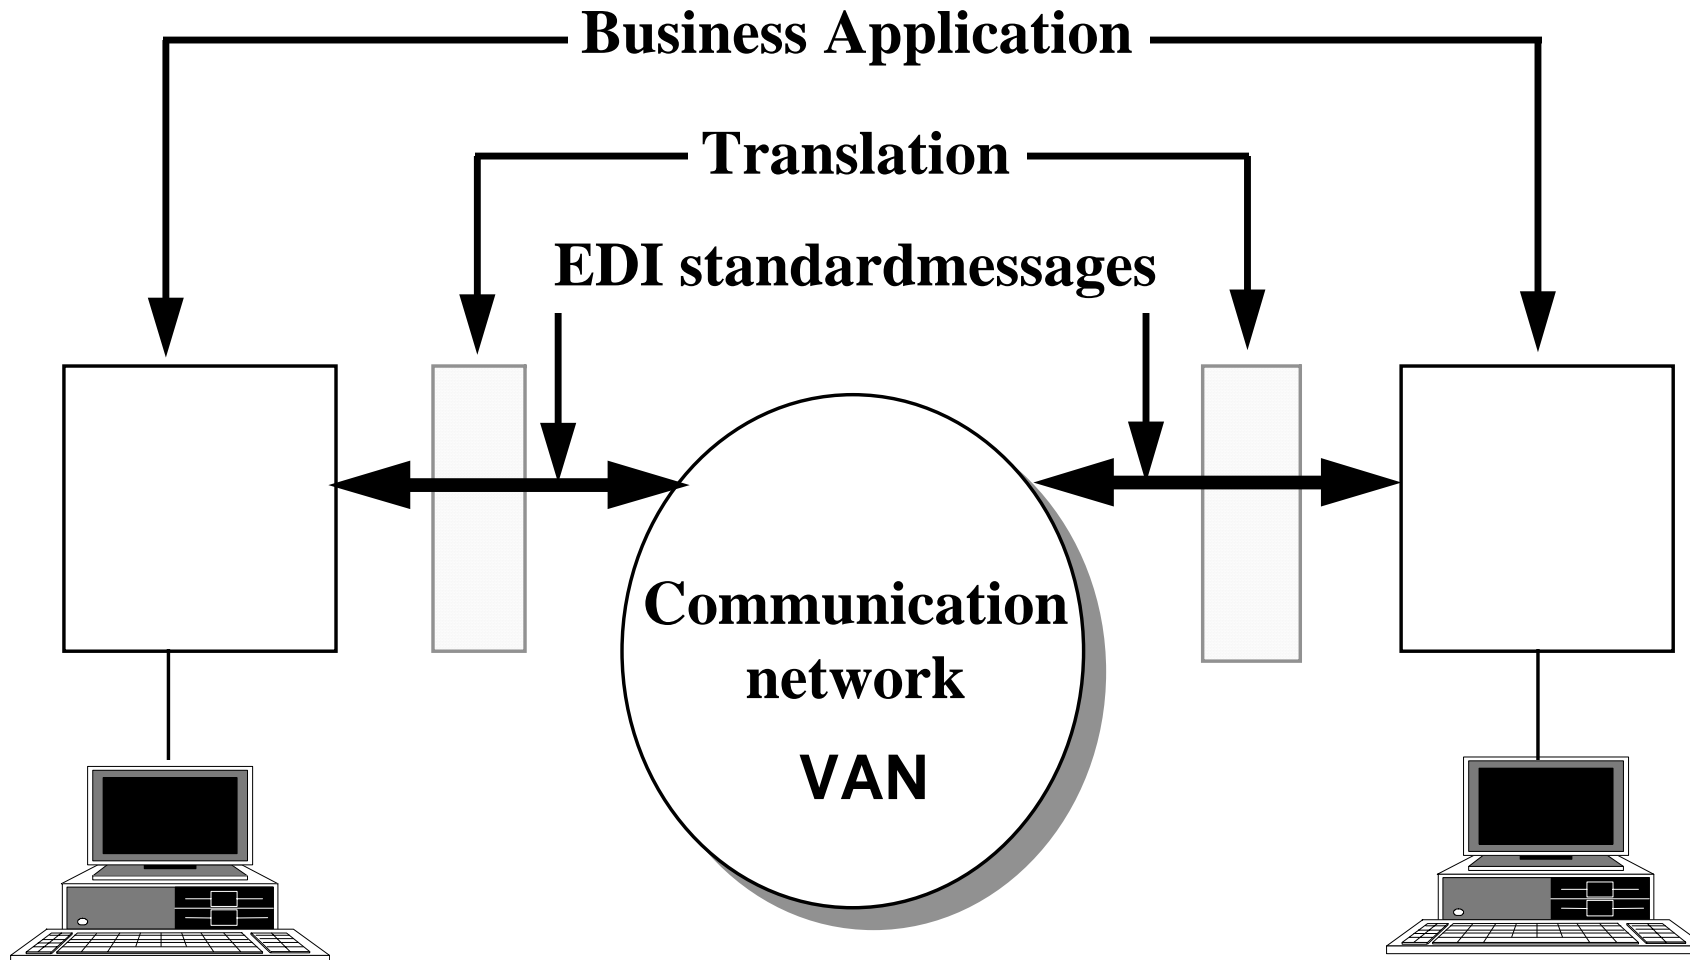 Business Application
Translation
EDI standardmessages
Communication
network
VAN